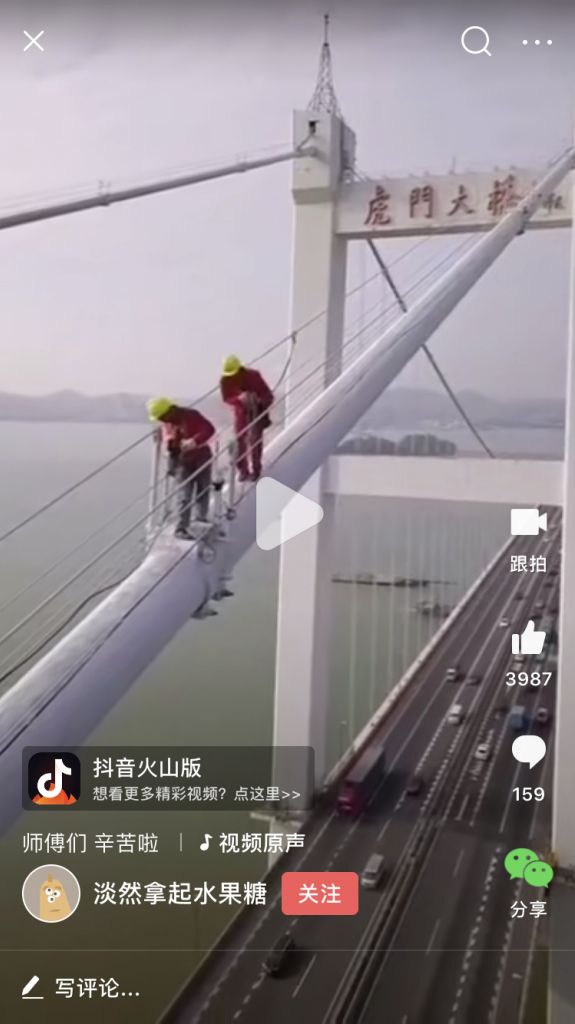 虎門大橋
跟拍
3987
抖音火山版
想看更多精彩视频？点这里>>
159
师傅们 辛苦啦
视频原声
淡然拿起水果糖
关注
分享
写评论...